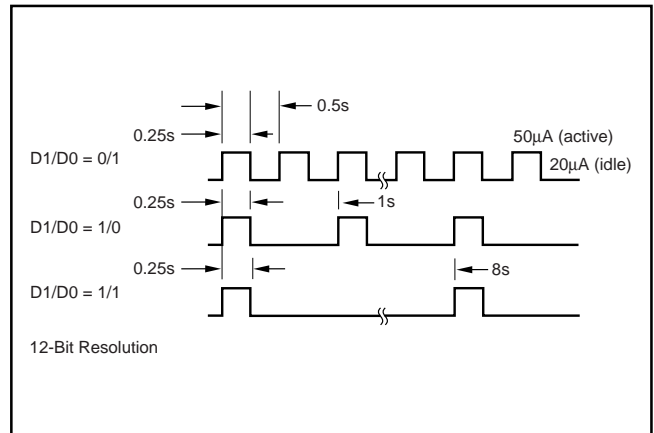 0.5s
0.25s
50μA (active)
D1/D0 = 0/1
20μA (idle)
0.25s
1s
D1/D0 = 1/0
0.25s
8s
D1/D0 = 1/1
12-Bit Resolution